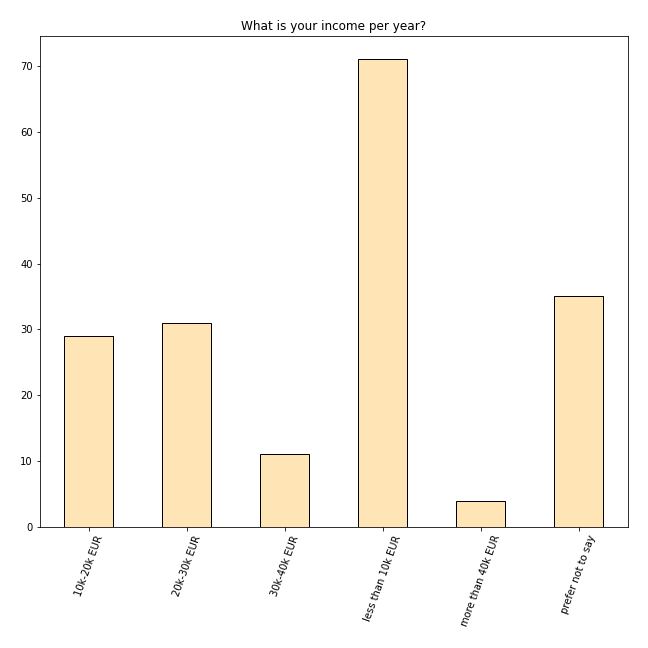 What is your income per year?
70
60
50
40
30
20
10
0
10k-20k EUR
20k-30k EUR
30k-40k EUR
less than 10k EUR
more than 40k EUR
prefer not to say